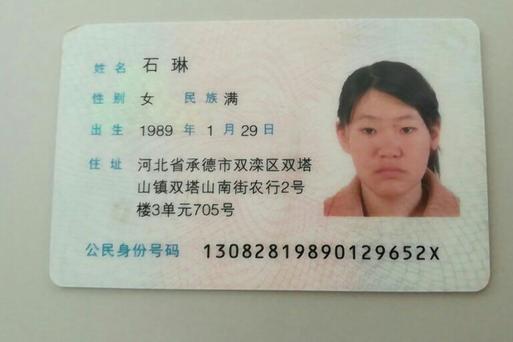 姓名 石琳
性别 女 民族 满
出生 1989 年 1 月 29 日
住址 河北省承德市双滦区双塔
山镇双塔山南街农行2号
楼3单元705号
公民身份号码 13082819890129652X